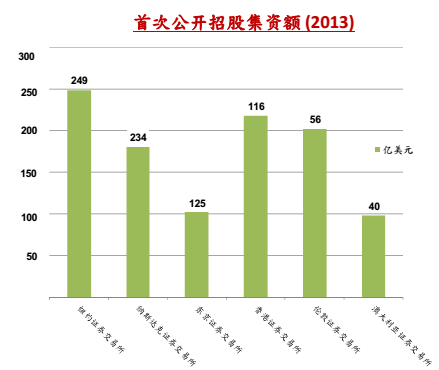 首次公开招股集资额 (2013)
300
250
200
150
100
50
249
234
125
116
56
40
亿美元
纽约证券交易所
纳斯达克证券交易所
东京证券交易所
香港证券交易所
伦敦证券交易所
澳大利亚证券交易所